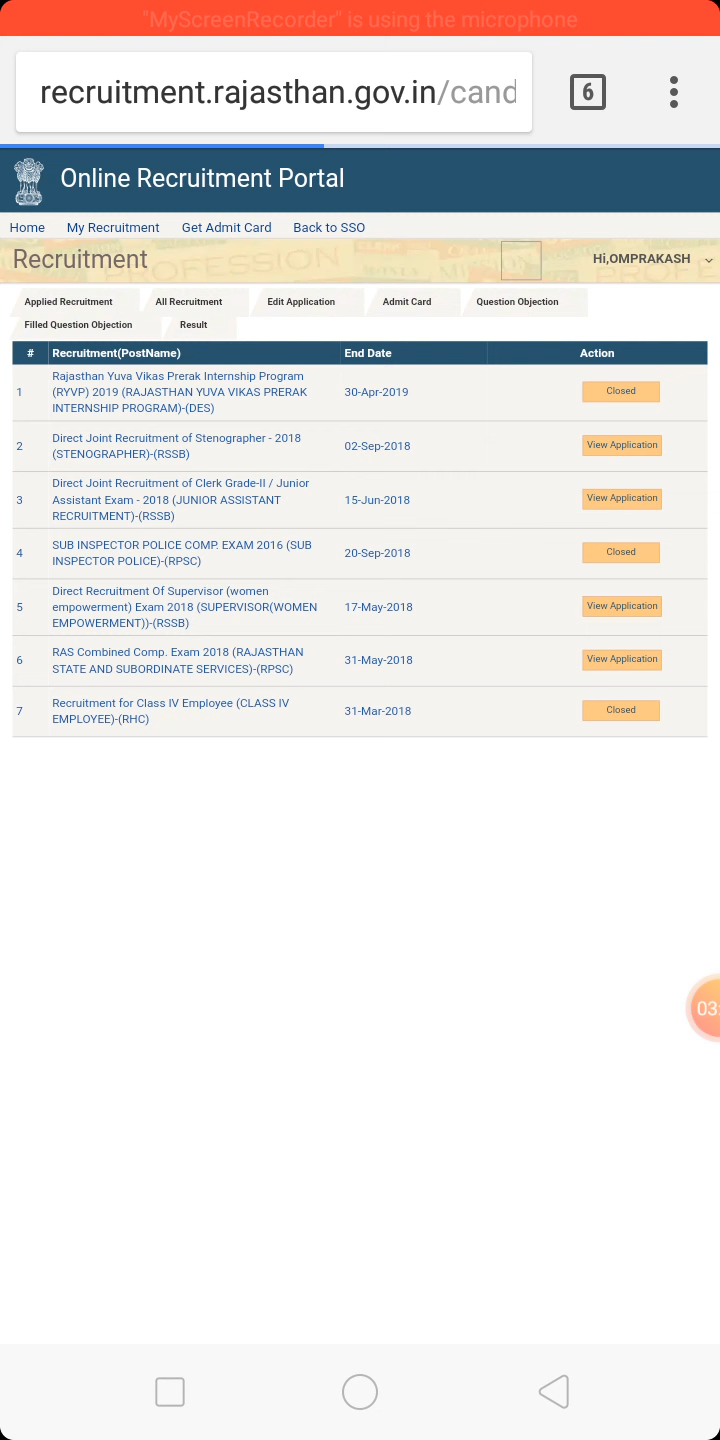 "MyScreenRecorder" is using the microphone
recruitment.rajasthan.gov.in/cand
6
Online Recruitment Portal
Home My Recruitment Get Admit Card Back to SSO
Recruitment
Hi,OMPRAKASH
Applied Recruitment All Recruitment Edit Application Admit Card Question Objection
Filled Question Objection Result
# Recruitment(PostName) End Date Action
Rajasthan Yuva Vikas Prerak Internship Program
1 (RYVP) 2019 (RAJASTHAN YUVA VIKAS PRERAK 30-Apr-2019 Closed
INTERNSHIP PROGRAM)-(DES)
2 Direct Joint Recruitment of Stenographer - 2018 02-Sep-2018 View Application
(STENOGRAPHER)-(RSSB)
Direct Joint Recruitment of Clerk Grade-II / Junior
3 Assistant Exam - 2018 (JUNIOR ASSISTANT 15-Jun-2018 View Application
RECRUITMENT)-(RSSB)
4 SUB INSPECTOR POLICE COMP. EXAM 2016 (SUB 20-Sep-2018 Closed
INSPECTOR POLICE)-(RPSC)
Direct Recruitment Of Supervisor (women
5 empowerment) Exam 2018 (SUPERVISOR(WOMEN 17-May-2018 View Application
EMPOWERMENT))-(RSSB)
6 RAS Combined Comp. Exam 2018 (RAJASTHAN 31-May-2018 View Application
STATE AND SUBORDINATE SERVICES)-(RPSC)
7 Recruitment for Class IV Employee (CLASS IV 31-Mar-2018 Closed
EMPLOYEE)-(RHC)
03: